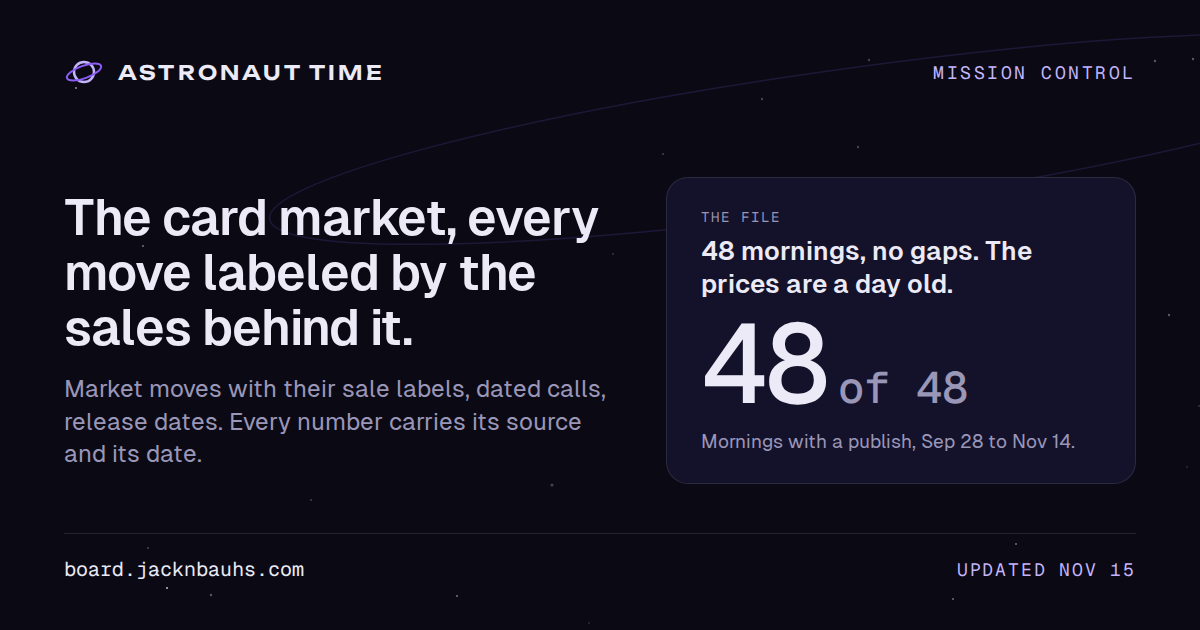 ASTRONAUT TIME
MISSION CONTROL
The card market, every
move labeled by the
sales behind it.
Market moves with their sale labels, dated calls,
release dates. Every number carries its source
and its date.
THE FILE
48 mornings, no gaps. The
prices are a day old.
48 of 48
Mornings with a publish, Sep 28 to Nov 14.
board.jacknbauhs.com
UPDATED NOV 15